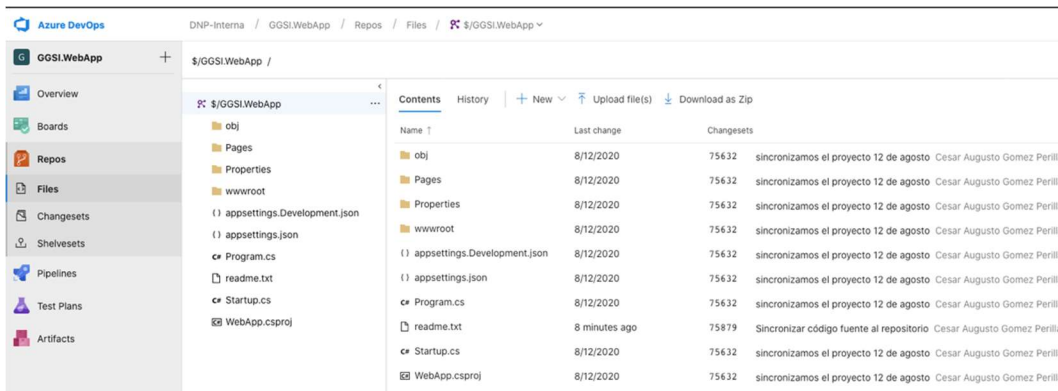 Azure DevOps
DNP-Interna / GGSI.WebApp / Repos / Files / $/GGSI.WebApp
G GGSI.WebApp +
$/GGSI.WebApp /
Overview
Boards
Repos
Files
Changesets
Shelvesets
Pipelines
Test Plans
Artifacts
$/GGSI.WebApp ...
obj
Pages
Properties
wwwroot
appsettings.Development.json
appsettings.json
C# Program.cs
readme.txt
C# Startup.cs
WebApp.csproj
Contents History + New Upload file(s) Download as Zip
Name ↑ Last change Changesets
obj 8/12/2020 75632 sincronizamos el proyecto 12 de agosto Cesar Augusto Gomez Perill
Pages 8/12/2020 75632 sincronizamos el proyecto 12 de agosto Cesar Augusto Gomez Perill
Properties 8/12/2020 75632 sincronizamos el proyecto 12 de agosto Cesar Augusto Gomez Perill
wwwroot 8/12/2020 75632 sincronizamos el proyecto 12 de agosto Cesar Augusto Gomez Perill
appsettings.Development.json 8/12/2020 75632 sincronizamos el proyecto 12 de agosto Cesar Augusto Gomez Perill
appsettings.json 8/12/2020 75632 sincronizamos el proyecto 12 de agosto Cesar Augusto Gomez Perill
C# Program.cs 8/12/2020 75632 sincronizamos el proyecto 12 de agosto Cesar Augusto Gomez Perill
readme.txt 8 minutes ago 75879 Sincronizar código fuente al repositorio Cesar Augusto Gomez Perill
C# Startup.cs 8/12/2020 75632 sincronizamos el proyecto 12 de agosto Cesar Augusto Gomez Perill
WebApp.csproj 8/12/2020 75632 sincronizamos el proyecto 12 de agosto Cesar Augusto Gomez Perill